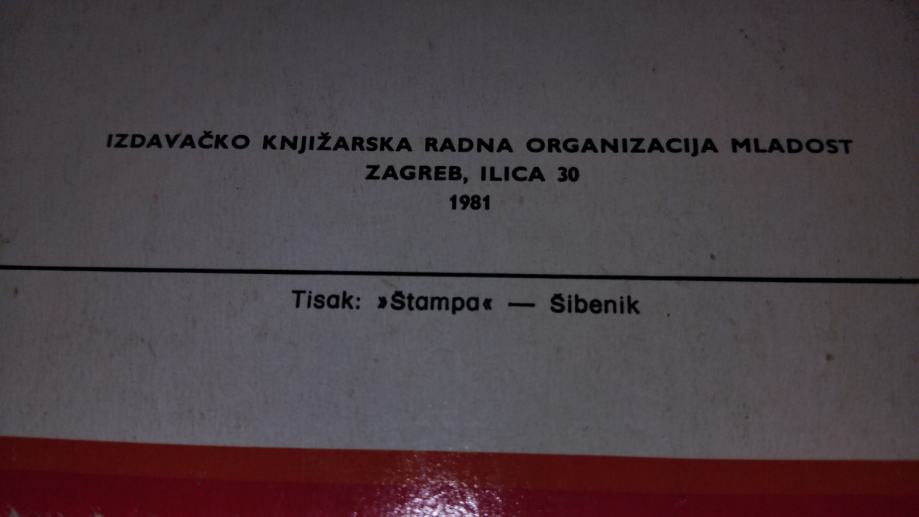 IZDAVAČKO KNJIŽARSKA RADNA ORGANIZACIJA MLADOST
ZAGREB, ILICA 30
1981
Tisak: »Štampa« — Šibenik